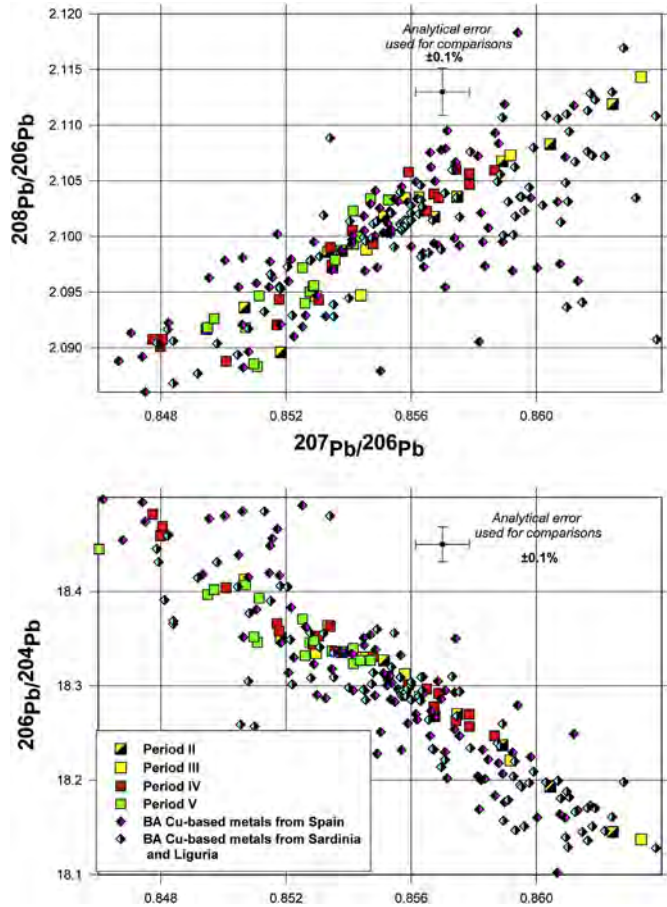 2.120
Analytical error
used for comparisons
±0.1%
2.115
2.110
2.105
2.100
2.095
2.090
208Pb/206Pb
0.848
0.852
0.856
0.860
207Pb/206Pb
Analytical error
used for comparisons
±0.1%
18.4
18.3
18.2
18.1
206Pb/204Pb
Period II
Period III
Period IV
Period V
BA Cu-based metals from Spain
BA Cu-based metals from Sardinia
and Liguria
0.848
0.852
0.856
0.860